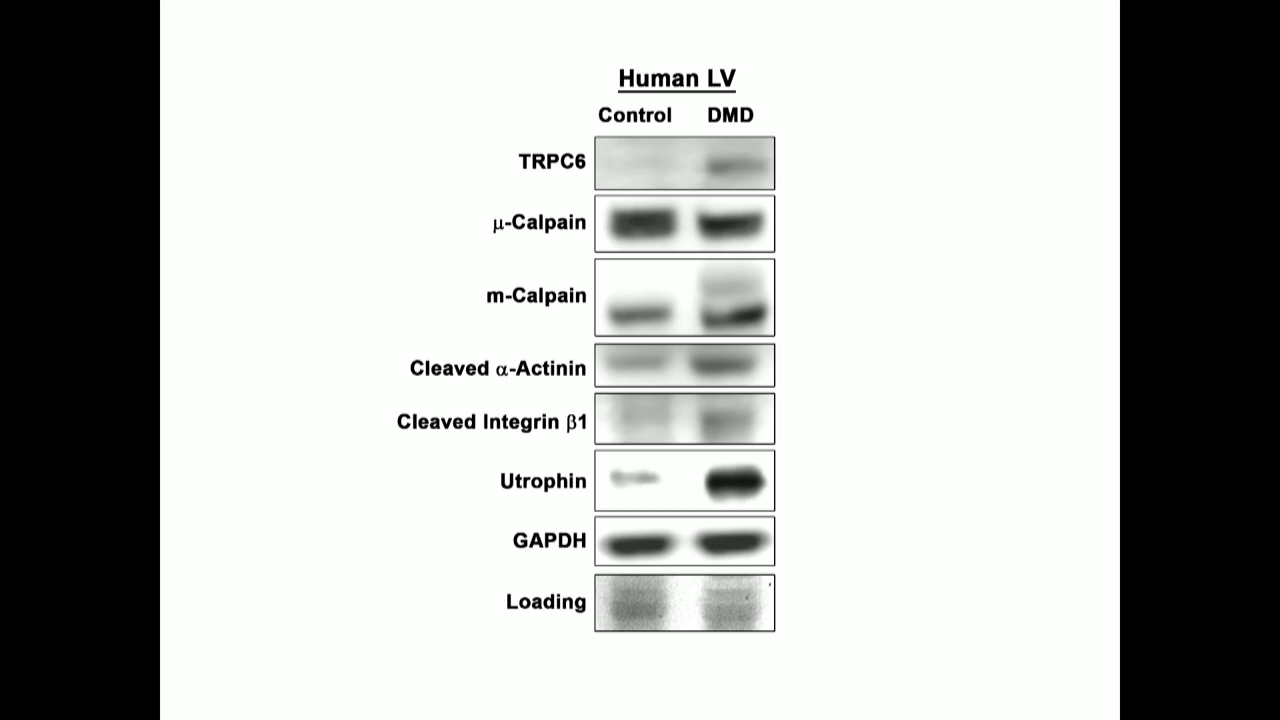 Human LV
Control DMD
TRPC6
μ-Calpain
m-Calpain
Cleaved α-Actinin
Cleaved Integrin β1
Utrophin
GAPDH
Loading